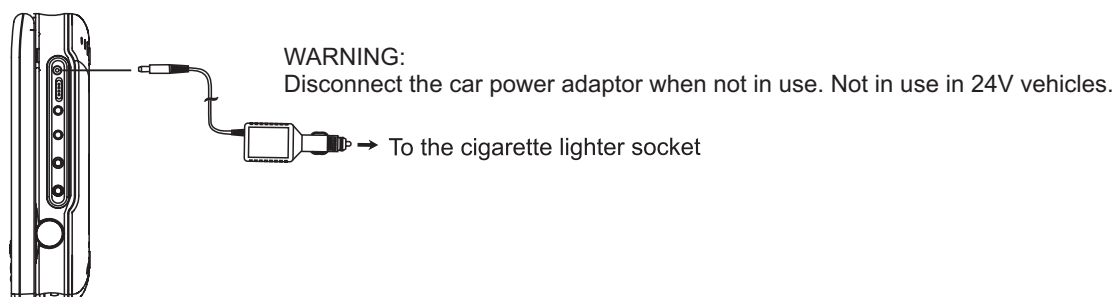 WARNING:
Disconnect the car power adaptor when not in use. Not in use in 24V vehicles.
To the cigarette lighter socket